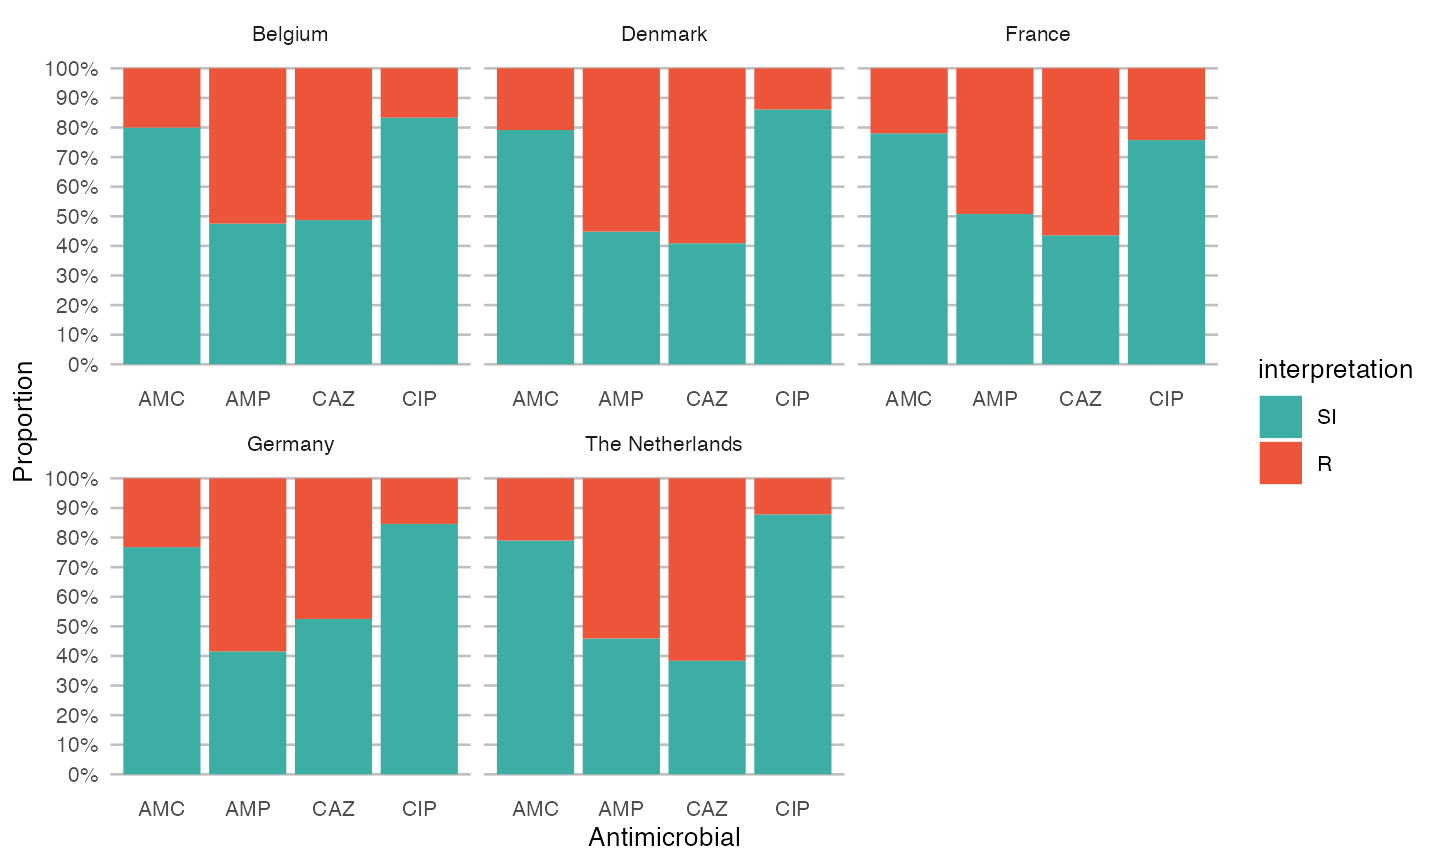 Belgium
Denmark
France
100%
90%
80%
70%
60%
50%
40%
30%
20%
10%
0%
AMC AMP CAZ CIP
AMC AMP CAZ CIP
AMC AMP CAZ CIP
Germany
The Netherlands
100%
90%
80%
70%
60%
50%
40%
30%
20%
10%
0%
AMC AMP CAZ CIP
AMC AMP CAZ CIP
Proportion
Antimicrobial
interpretation
SI
R